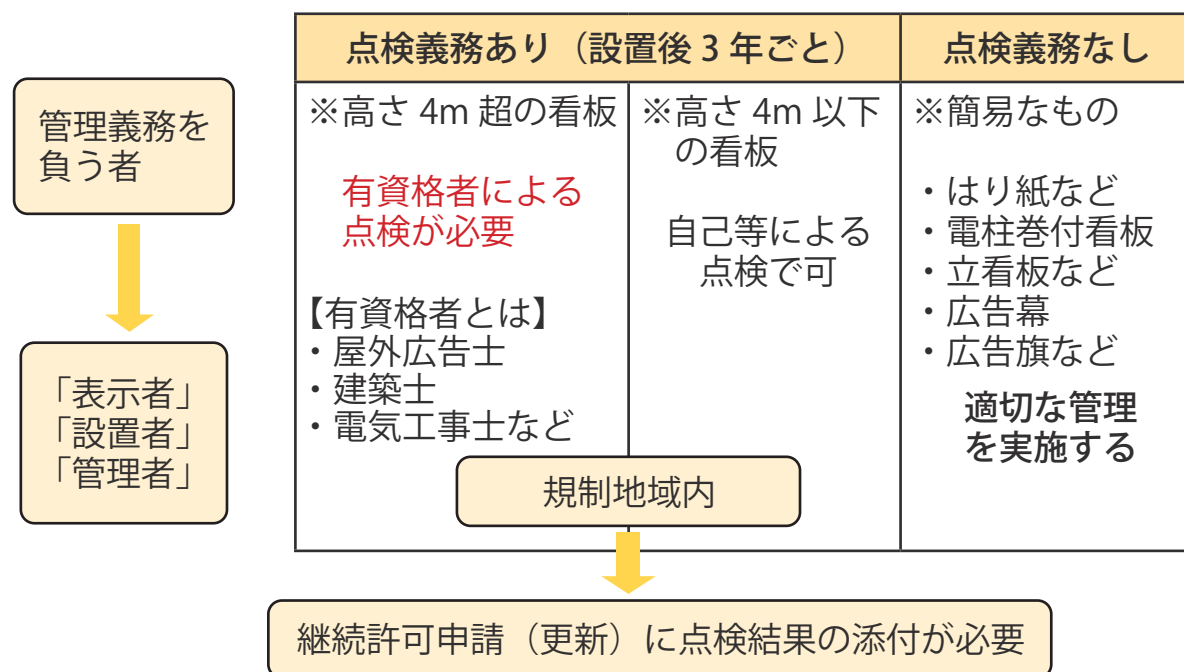 管理義務を
負う者
「表示者」
「設置者」
「管理者」
点検義務あり（設置後 3 年ごと）
※高さ 4m 超の看板
有資格者による
点検が必要
【有資格者とは】
・屋外広告士
・建築士
・電気工事士など
※高さ 4m 以下
の看板
自己等による
点検で可
点検義務なし
※簡易なもの
・はり紙など
・電柱巻付看板
・立看板など
・広告幕
・広告旗など
適切な管理
を実施する
規制地域内
継続許可申請（更新）に点検結果の添付が必要